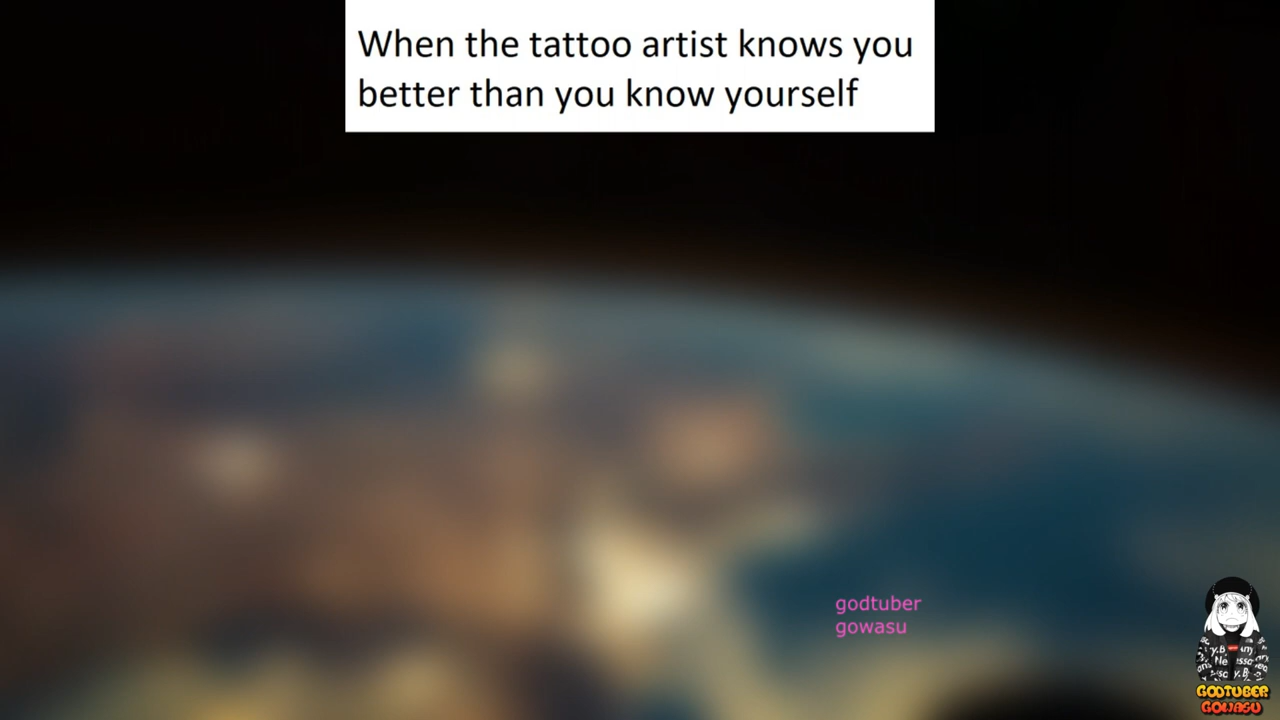 When the tattoo artist knows you
better than you know yourself
godtuber
gowasu
GODTUBER
GOWASU